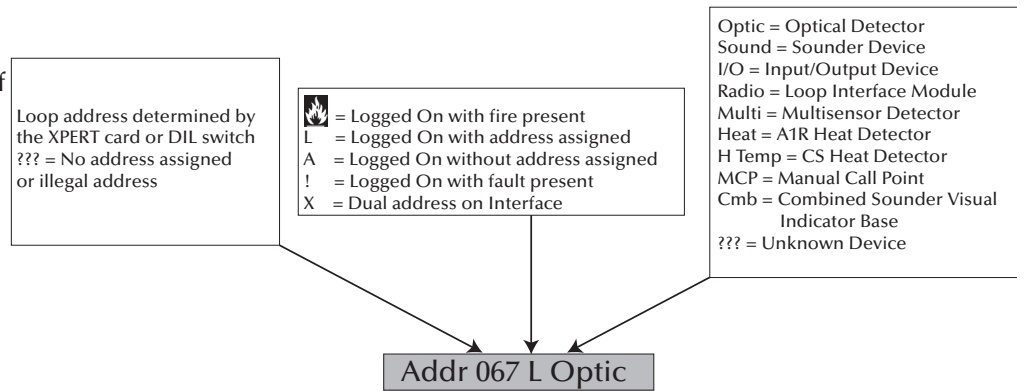 f
Loop address determined by
the XPERT card or DIL switch
??? = No address assigned
or illegal address
= Logged On with fire present
L = Logged On with address assigned
A = Logged On without address assigned
! = Logged On with fault present
X = Dual address on Interface
Optic = Optical Detector
Sound = Sounder Device
I/O = Input/Output Device
Radio = Loop Interface Module
Multi = Multisensor Detector
Heat = A1R Heat Detector
H Temp = CS Heat Detector
MCP = Manual Call Point
Cmb = Combined Sounder Visual
Indicator Base
??? = Unknown Device
Addr 067 L Optic